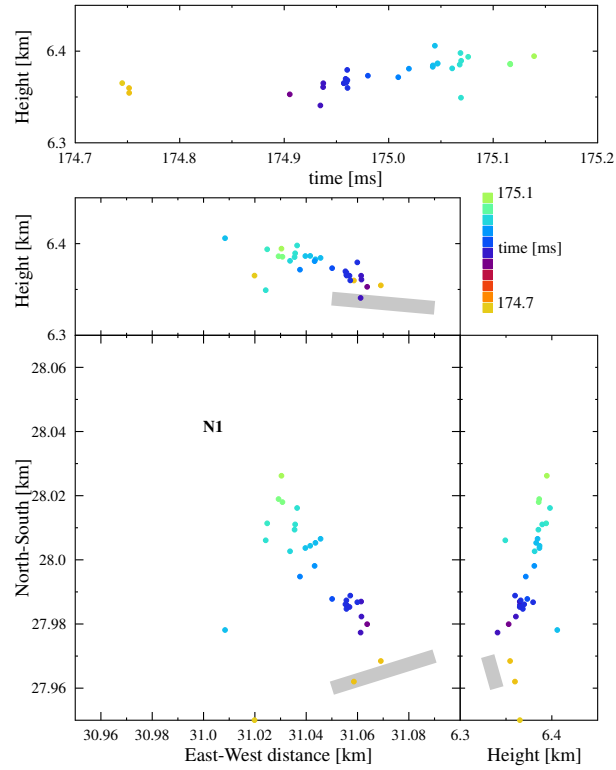 Height [km]
6.4
6.3
174.7 174.8 174.9 175.0 175.1 175.2
time [ms]
Height [km]
6.4
6.3
175.1
time [ms]
174.7
North-South [km]
28.06
28.04
28.02
28.0
27.98
27.96
N1
30.96 30.98 31.0 31.02 31.04 31.06 31.08 6.3 6.4
East-West distance [km] Height [km]